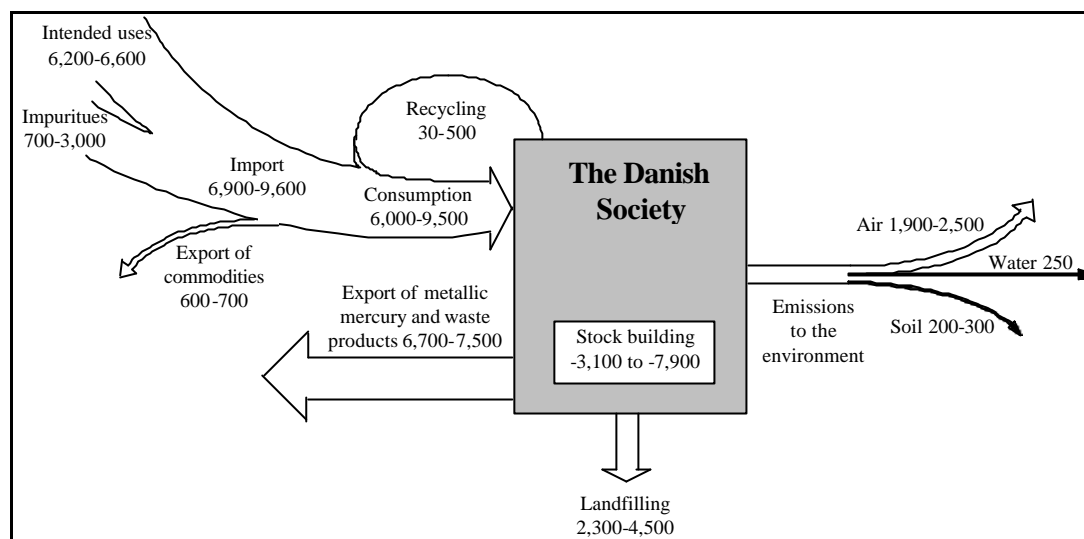 Intended uses
6,200-6,600
Impuritues
700-3,000
Import
6,900-9,600
Recycling
30-500
Consumption
6,000-9,500
Export of
commodities
600-700
Export of metallic
mercury and waste
products 6,700-7,500
The Danish
Society
Stock building
-3,100 to -7,900
Air 1,900-2,500
Water 250
Soil 200-300
Emissions
to the
environment
Landfilling
2,300-4,500